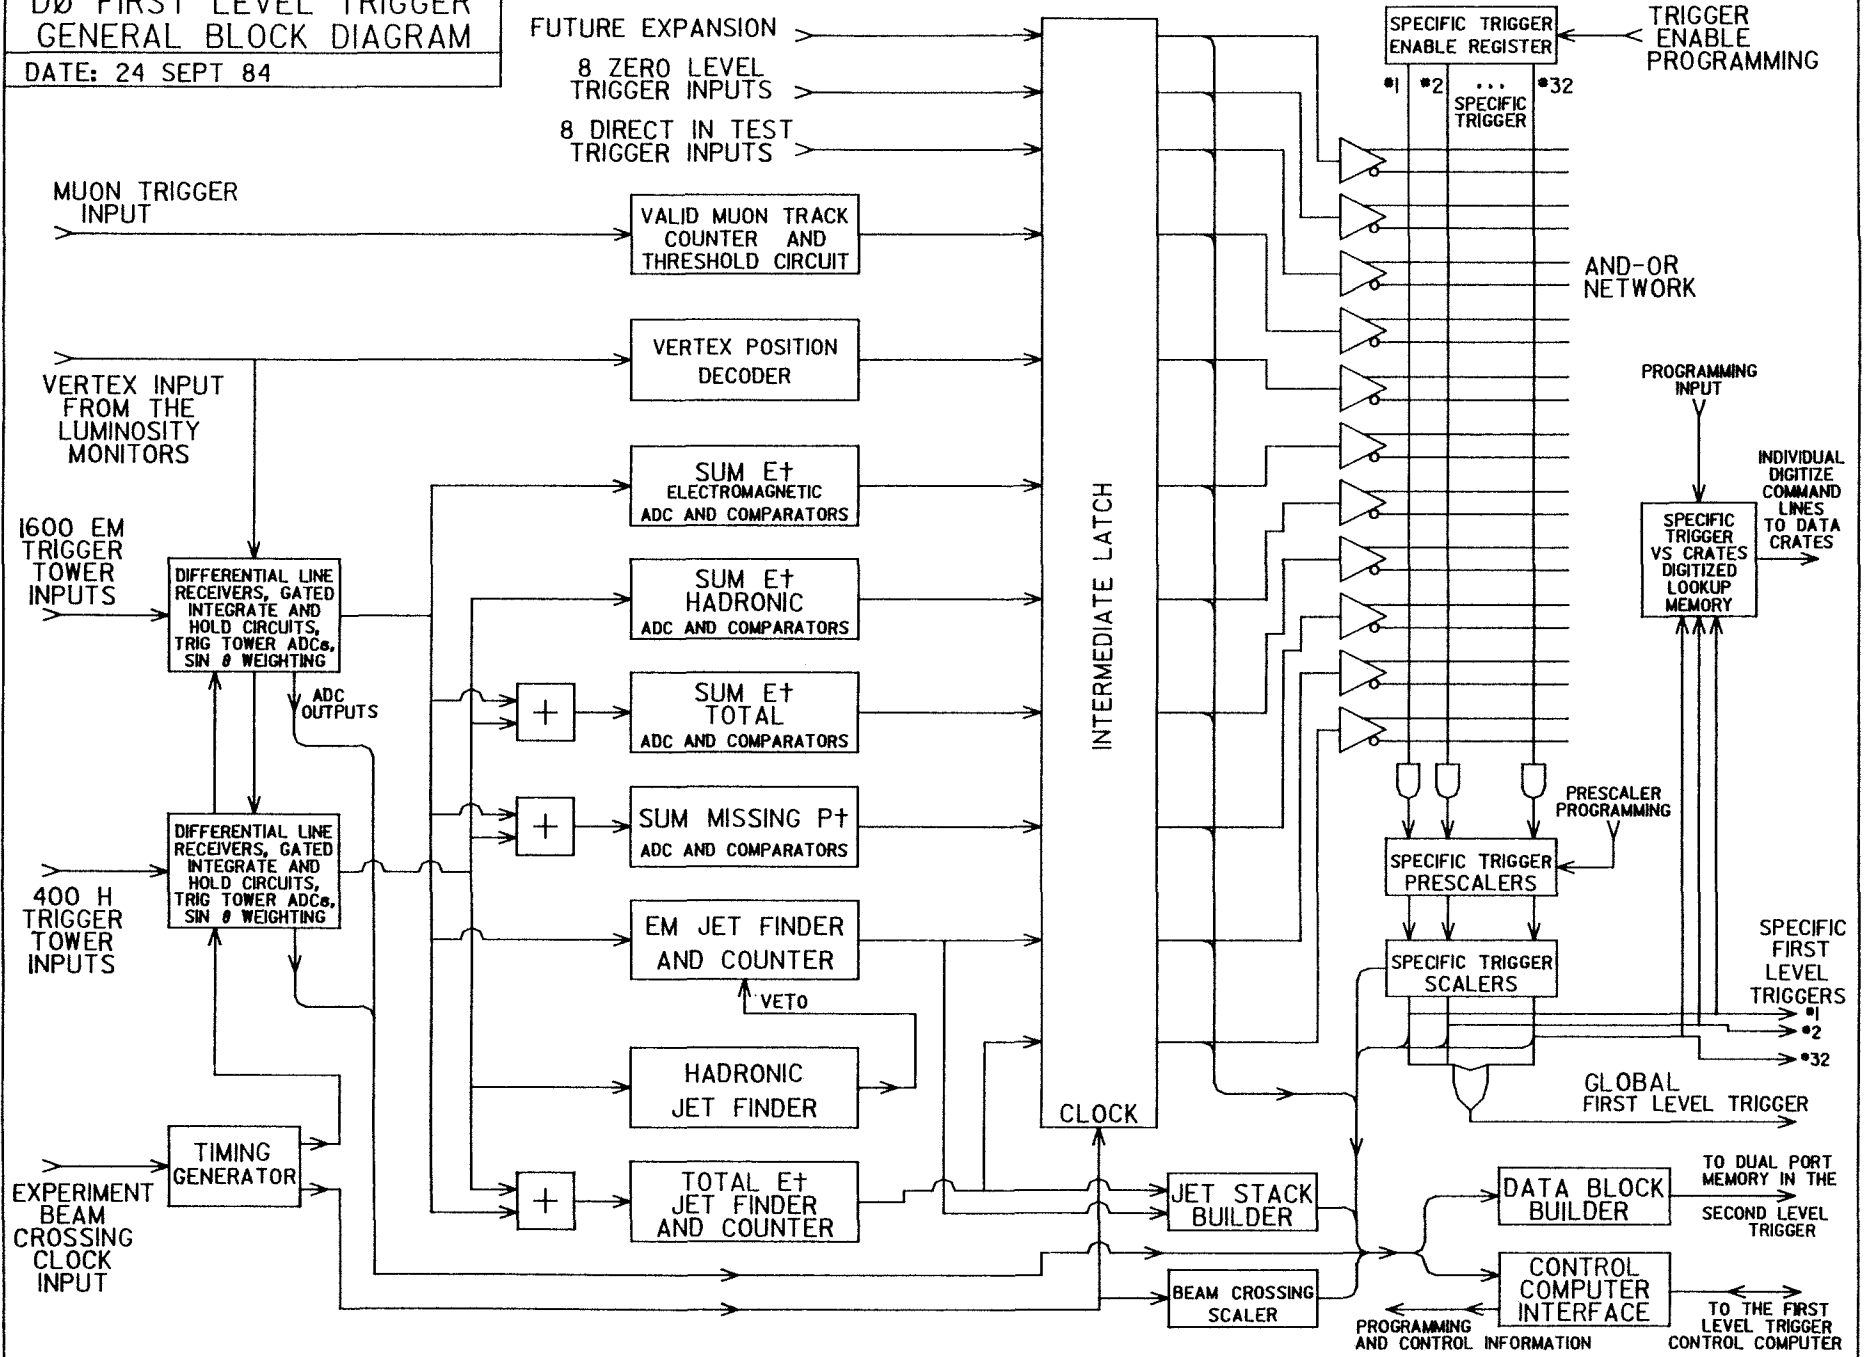 DØ FIRST LEVEL TRIGGER
GENERAL BLOCK DIAGRAM
DATE: 24 SEPT 84
FUTURE EXPANSION
8 ZERO LEVEL
TRIGGER INPUTS
8 DIRECT IN TEST
TRIGGER INPUTS
MUON TRIGGER
INPUT
VALID MUON TRACK
COUNTER AND
THRESHOLD CIRCUIT
VERTEX INPUT
FROM THE
LUMINOSITY
MONITORS
VERTEX POSITION
DECODER
1600 EM
TRIGGER
TOWER
INPUTS
DIFFERENTIAL LINE
RECEIVERS, GATED
INTEGRATE AND
HOLD CIRCUITS,
TRIG TOWER ADCs,
SIN θ WEIGHTING
ADC
OUTPUTS
400 H
TRIGGER
TOWER
INPUTS
DIFFERENTIAL LINE
RECEIVERS, GATED
INTEGRATE AND
HOLD CIRCUITS,
TRIG TOWER ADCs,
SIN θ WEIGHTING
EXPERIMENT
BEAM
CROSSING
CLOCK
INPUT
TIMING
GENERATOR
SUM Et
ELECTROMAGNETIC
ADC AND COMPARATORS
SUM Et
HADRONIC
ADC AND COMPARATORS
+
SUM Et
TOTAL
ADC AND COMPARATORS
+
SUM MISSING Pt
ADC AND COMPARATORS
EM JET FINDER
AND COUNTER
VETO
HADRONIC
JET FINDER
+
TOTAL Et
JET FINDER
AND COUNTER
INTERMEDIATE LATCH
CLOCK
JET STACK
BUILDER
BEAM CROSSING
SCALER
SPECIFIC TRIGGER
ENABLE REGISTER
TRIGGER
ENABLE
PROGRAMMING
#1 #2 ... #32
SPECIFIC
TRIGGER
AND-OR
NETWORK
PROGRAMMING
INPUT
SPECIFIC
TRIGGER
VS CRATES
DIGITIZED
LOOKUP
MEMORY
INDIVIDUAL
DIGITIZE
COMMAND
LINES
TO DATA
CRATES
PRESCALER
PROGRAMMING
SPECIFIC TRIGGER
PRESCALERS
SPECIFIC TRIGGER
SCALERS
SPECIFIC
FIRST
LEVEL
TRIGGERS
#1
#2
#32
GLOBAL
FIRST LEVEL TRIGGER
DATA BLOCK
BUILDER
TO DUAL PORT
MEMORY IN THE
SECOND LEVEL
TRIGGER
CONTROL
COMPUTER
INTERFACE
PROGRAMMING
AND CONTROL INFORMATION
TO THE FIRST
LEVEL TRIGGER
CONTROL COMPUTER